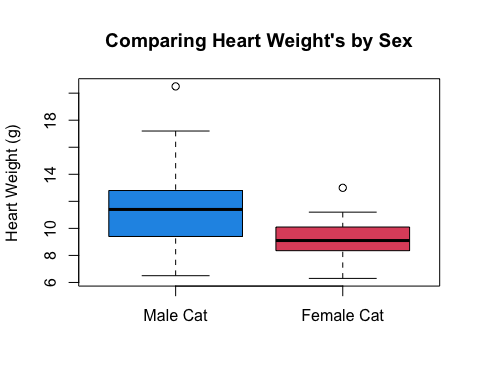 Comparing Heart Weight's by Sex
Heart Weight (g)
18
14
10
8
6
Male Cat
Female Cat